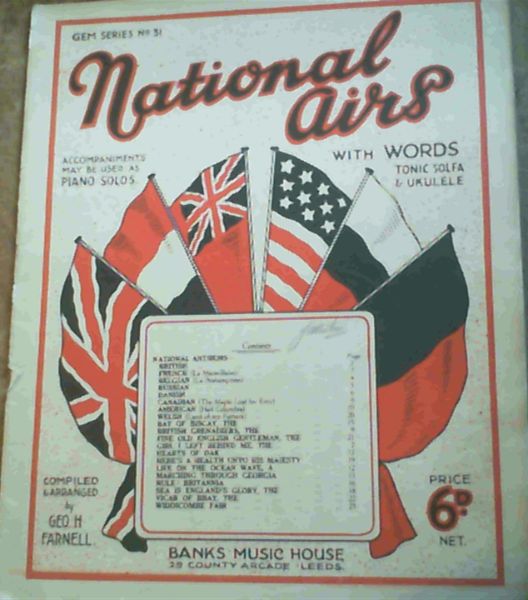 GEM SERIES No 31
National
Airs
ACCOMPANIMENTS
MAY BE USED AS
PIANO SOLOS
WITH WORDS
TONIC SOLFA
& UKULELE
Contents
NATIONAL ANTHEMS Page
BRITISH
FRENCH (La Marseillaise)
BELGIAN (La Brabançonne)
RUSSIAN
DANISH
CANADIAN (The Maple Leaf for Ever)
AMERICAN (Hail Columbia)
WELSH (Land of my Fathers)
BAY OF BISCAY, THE
BRITISH GRENADIERS, THE
FINE OLD ENGLISH GENTLEMAN, THE
GIRL I LEFT BEHIND ME, THE
HEARTS OF OAK
HERE'S A HEALTH UNTO HIS MAJESTY
LIFE ON THE OCEAN WAVE, A
MARCHING THROUGH GEORGIA
RULE BRITANNIA
SEA IS ENGLAND'S GLORY, THE
VICAR OF BRAY, THE
WIDDICOMBE FAIR
COMPILED
& ARRANGED
by
GEO H
FARNELL
PRICE
6D
NET.
BANKS MUSIC HOUSE
29 COUNTY ARCADE - LEEDS.